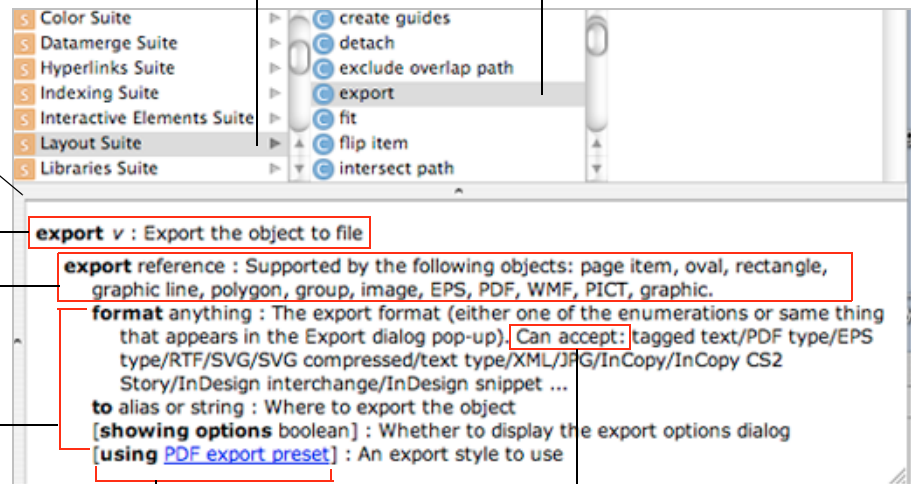 S Color Suite
C create guides
S Datamerge Suite
C detach
S Hyperlinks Suite
C exclude overlap path
S Indexing Suite
C export
S Interactive Elements Suite
C fit
S Layout Suite
C flip item
S Libraries Suite
C intersect path
export v : Export the object to file
export reference : Supported by the following objects: page item, oval, rectangle,
graphic line, polygon, group, image, EPS, PDF, WMF, PICT, graphic.
format anything : The export format (either one of the enumerations or same thing
that appears in the Export dialog pop-up). Can accept: tagged text/PDF type/EPS
type/RTF/SVG/SVG compressed/text type/XML/JPG/InCopy/InCopy CS2
Story/InDesign interchange/InDesign snippet ...
to alias or string : Where to export the object
[showing options boolean] : Whether to display the export options dialog
[using PDF export preset] : An export style to use